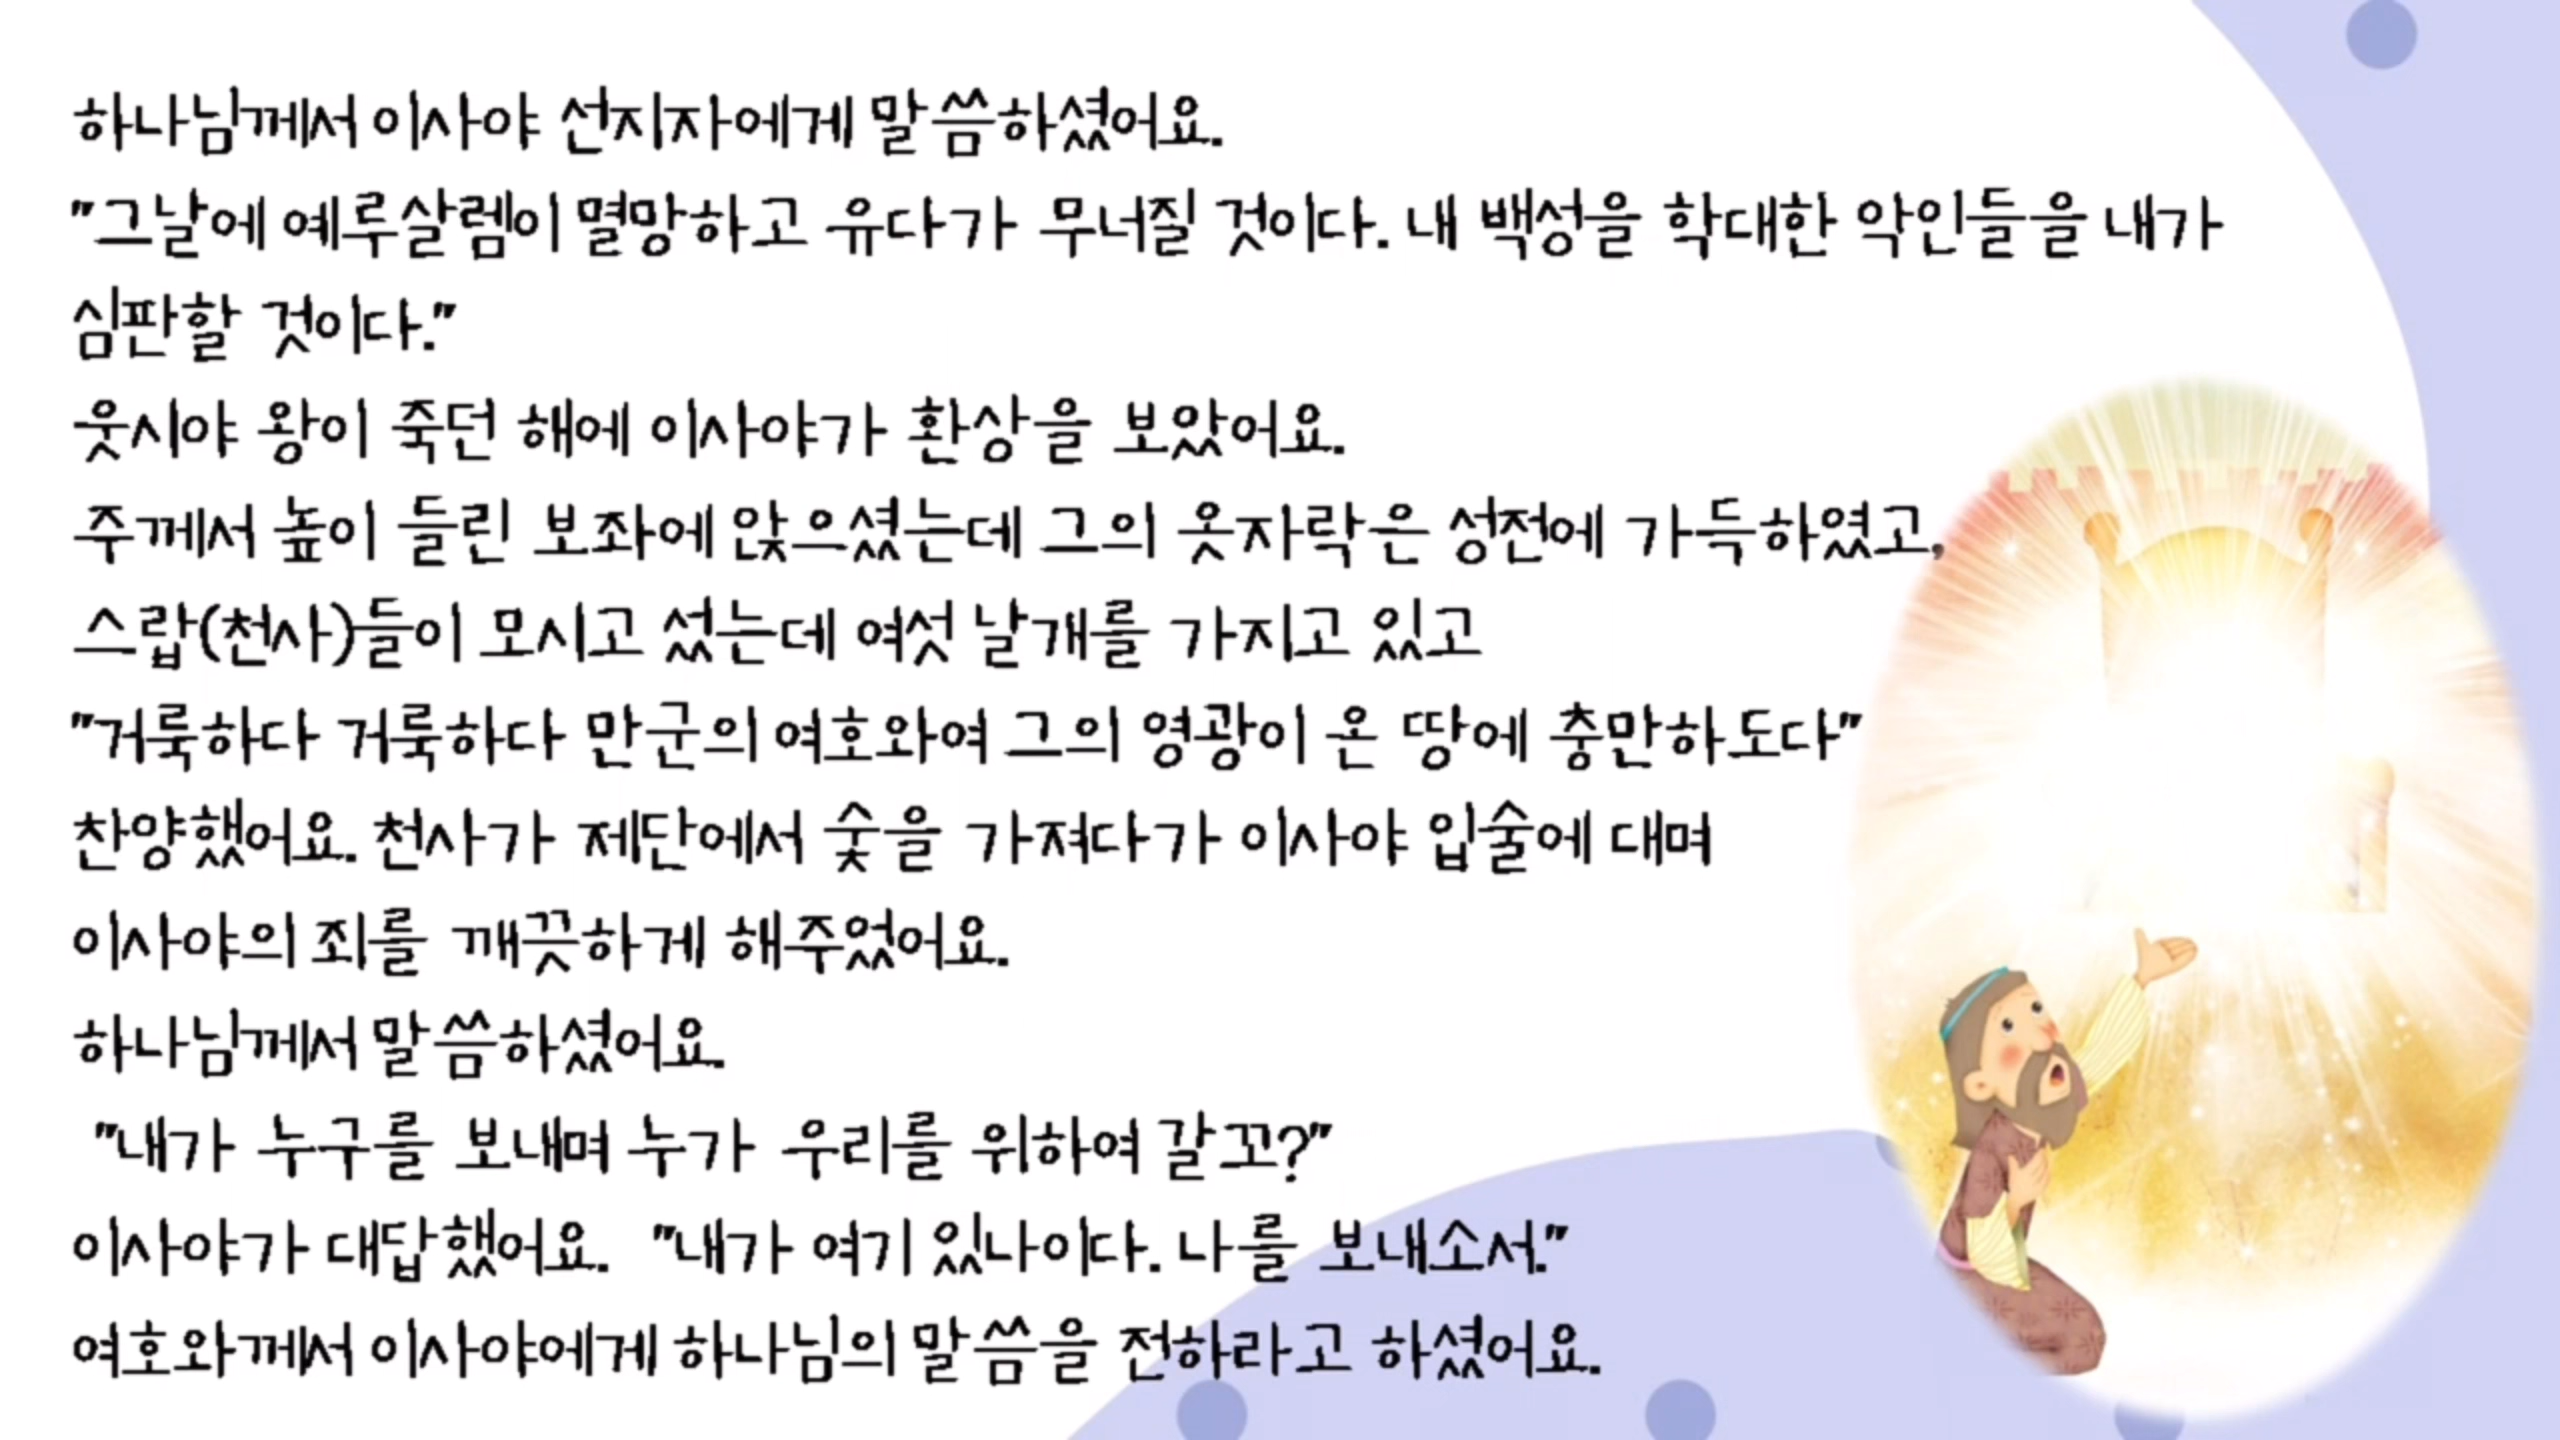 하나님께서 이사야 선지자에게 말씀하셨어요.
"그날에 예루살렘이 멸망하고 유다가 무너질 것이다. 내 백성을 학대한 악인들을 내가
심판할 것이다."
웃시야 왕이 죽던 해에 이사야가 환상을 보았어요.
주께서 높이 들린 보좌에 앉으셨는데 그의 옷자락은 성전에 가득하였고,
스랍(천사)들이 모시고 섰는데 여섯 날개를 가지고 있고
"거룩하다 거룩하다 만군의 여호와여 그의 영광이 온 땅에 충만하도다"
찬양했어요. 천사가 제단에서 숯을 가져다가 이사야 입술에 대며
이사야의 죄를 깨끗하게 해주었어요.
하나님께서 말씀하셨어요.
"내가 누구를 보내며 누가 우리를 위하여 갈꼬?"
이사야가 대답했어요. "내가 여기 있나이다. 나를 보내소서."
여호와께서 이사야에게 하나님의 말씀을 전하라고 하셨어요.